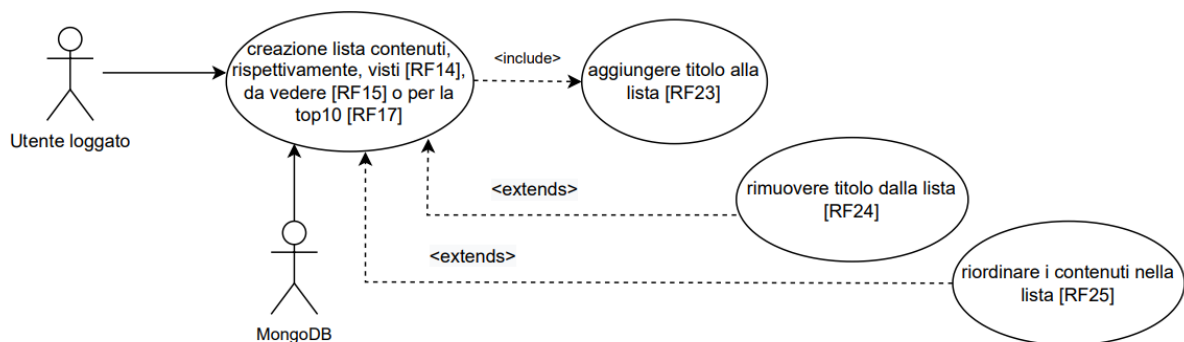 creazione lista contenuti,
rispettivamente, visti [RF14],
da vedere [RF15] o per la
top10 [RF17]
<include>
aggiungere titolo alla
lista [RF23]
Utente loggato
<extends>
rimuovere titolo dalla lista
[RF24]
<extends>
riordinare i contenuti nella
lista [RF25]
MongoDB